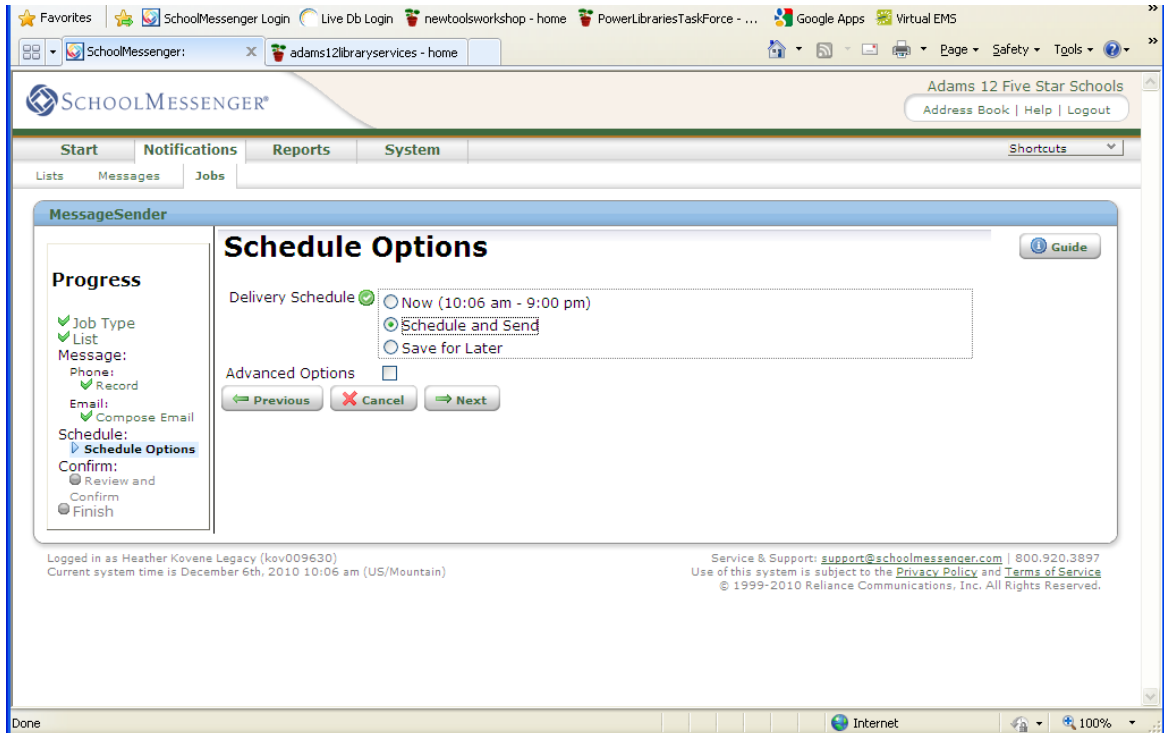 Favorites SchoolMessenger Login Live Db Login newtoolsworkshop - home PowerLibrariesTaskForce - ... Google Apps Virtual EMS »
SchoolMessenger: X adams12libraryservices - home Page Safety Tools »
SCHOOLMESSENGER®
Adams 12 Five Star Schools
Address Book | Help | Logout
Start Notifications Reports System Shortcuts
Lists Messages Jobs
MessageSender
Schedule Options
Guide
Progress
Job Type
List
Message:
Phone:
Record
Email:
Compose Email
Schedule:
Schedule Options
Confirm:
Review and
Confirm
Finish
Delivery Schedule
Now (10:06 am - 9:00 pm)
Schedule and Send
Save for Later
Advanced Options
Previous Cancel Next
Logged in as Heather Kovene Legacy (kov009630)
Current system time is December 6th, 2010 10:06 am (US/Mountain)
Service & Support: support@schoolmessenger.com | 800.920.3897
Use of this system is subject to the Privacy Policy and Terms of Service
© 1999-2010 Reliance Communications, Inc. All Rights Reserved.
Done Internet 100%